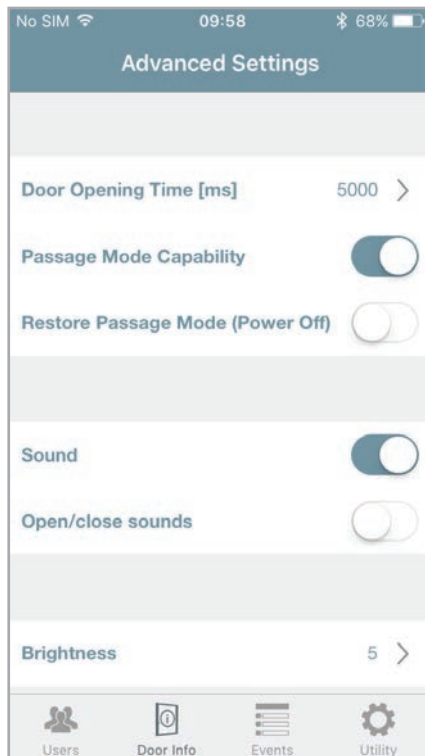 No SIM 09:58 68%
Advanced Settings
Door Opening Time [ms] 5000
Passage Mode Capability
Restore Passage Mode (Power Off)
Sound
Open/close sounds
Brightness 5
Users Door Info Events Utility